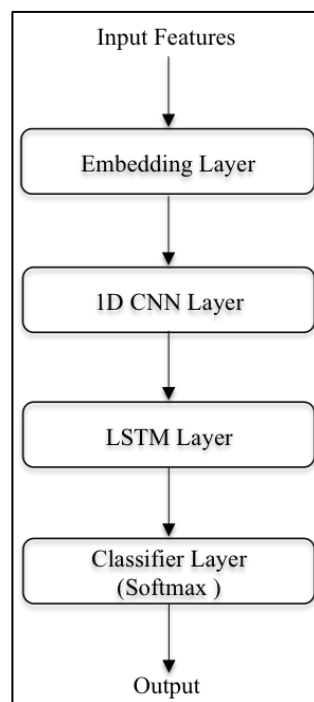 Input Features
Embedding Layer
1D CNN Layer
LSTM Layer
Classifier Layer
(Softmax )
Output